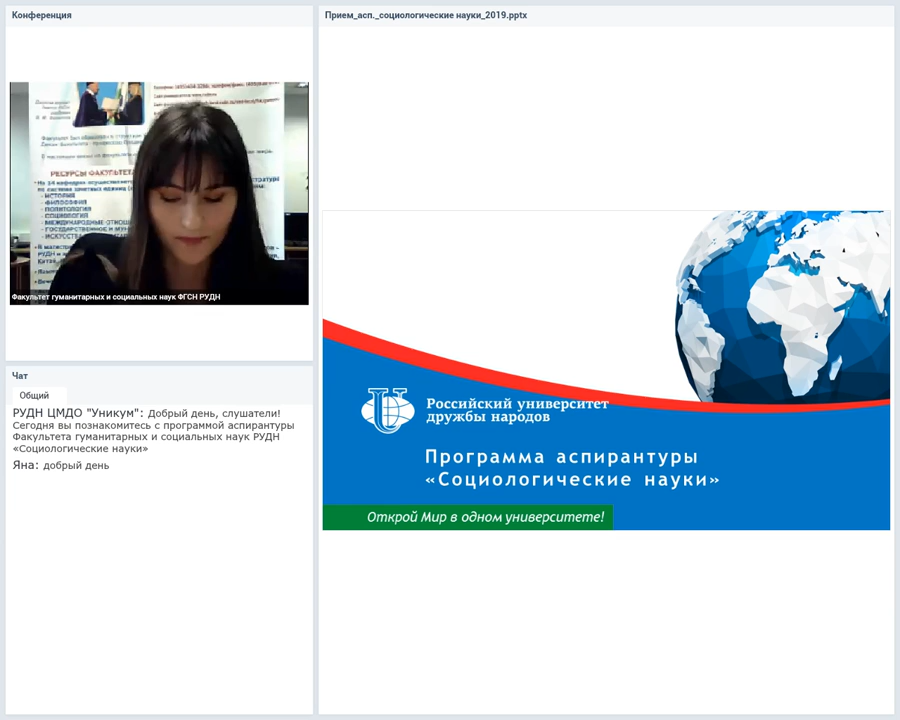 Конференция
РЕСУРСЫ ФАКУЛЬТЕТА
- ИСТОРИЯ
- ФИЛОСОФИЯ
- ПОЛИТОЛОГИЯ
- СОЦИОЛОГИЯ
Факультет гуманитарных и социальных наук ФГСН РУДН
Чат
Общий
РУДН ЦМДО "Уникум": Добрый день, слушатели!
Сегодня вы познакомитесь с программой аспирантуры
Факультета гуманитарных и социальных наук РУДН
«Социологические науки»
Яна: добрый день
Прием_асп._социологические науки_2019.pptx
Российский университет
дружбы народов
Программа аспирантуры
«Социологические науки»
Открой Мир в одном университете!